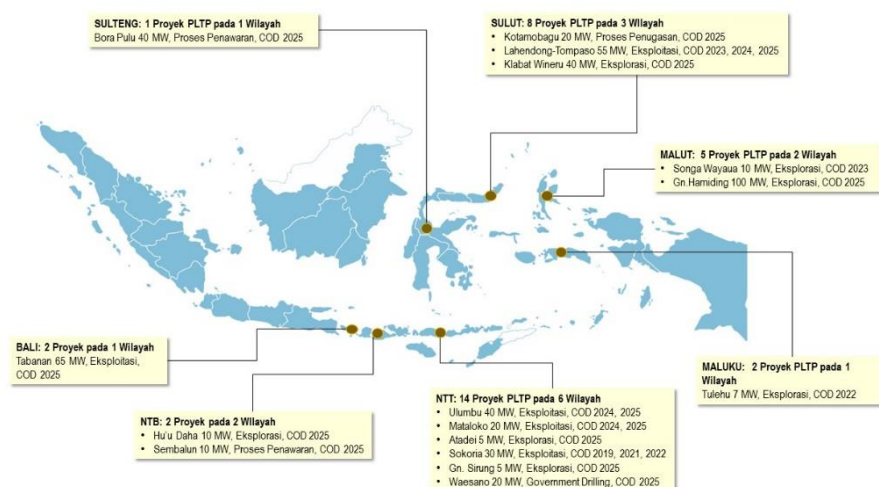 SULTENG: 1 Proyek PLTP pada 1 Wilayah
Bora Pulu 40 MW, Proses Penawaran, COD 2025
SULUT: 8 Proyek PLTP pada 3 WIlayah
• Kotamobagu 20 MW, Proses Penugasan, COD 2025
• Lahendong-Tompaso 55 MW, Eksploitasi, COD 2023, 2024, 2025
• Klabat Wineru 40 MW, Eksplorasi, COD 2025
MALUT: 5 Proyek PLTP pada 2 Wilayah
• Songa Wayaua 10 MW, Eksplorasi, COD 2023
• Gn.Hamiding 100 MW, Eksplorasi, COD 2025
BALI: 2 Proyek pada 1 Wilayah
Tabanan 65 MW, Eksploitasi,
COD 2025
NTB: 2 Proyek pada 2 Wilayah
• Hu'u Daha 10 MW, Eksplorasi, COD 2025
• Sembalun 10 MW, Proses Penawaran, COD 2025
NTT: 14 Proyek PLTP pada 6 Wilayah
• Ulumbu 40 MW, Eksploitasi, COD 2024, 2025
• Mataloko 20 MW, Eksploitasi, COD 2024, 2025
• Atadei 5 MW, Eksplorasi, COD 2025
• Sokoria 30 MW, Eksploitasi, COD 2019, 2021, 2022
• Gn. Sirung 5 MW, Eksplorasi, COD 2025
• Waesano 20 MW, Government Drilling, COD 2025
MALUKU: 2 Proyek PLTP pada 1
Wilayah
Tulehu 7 MW, Eksplorasi, COD 2022